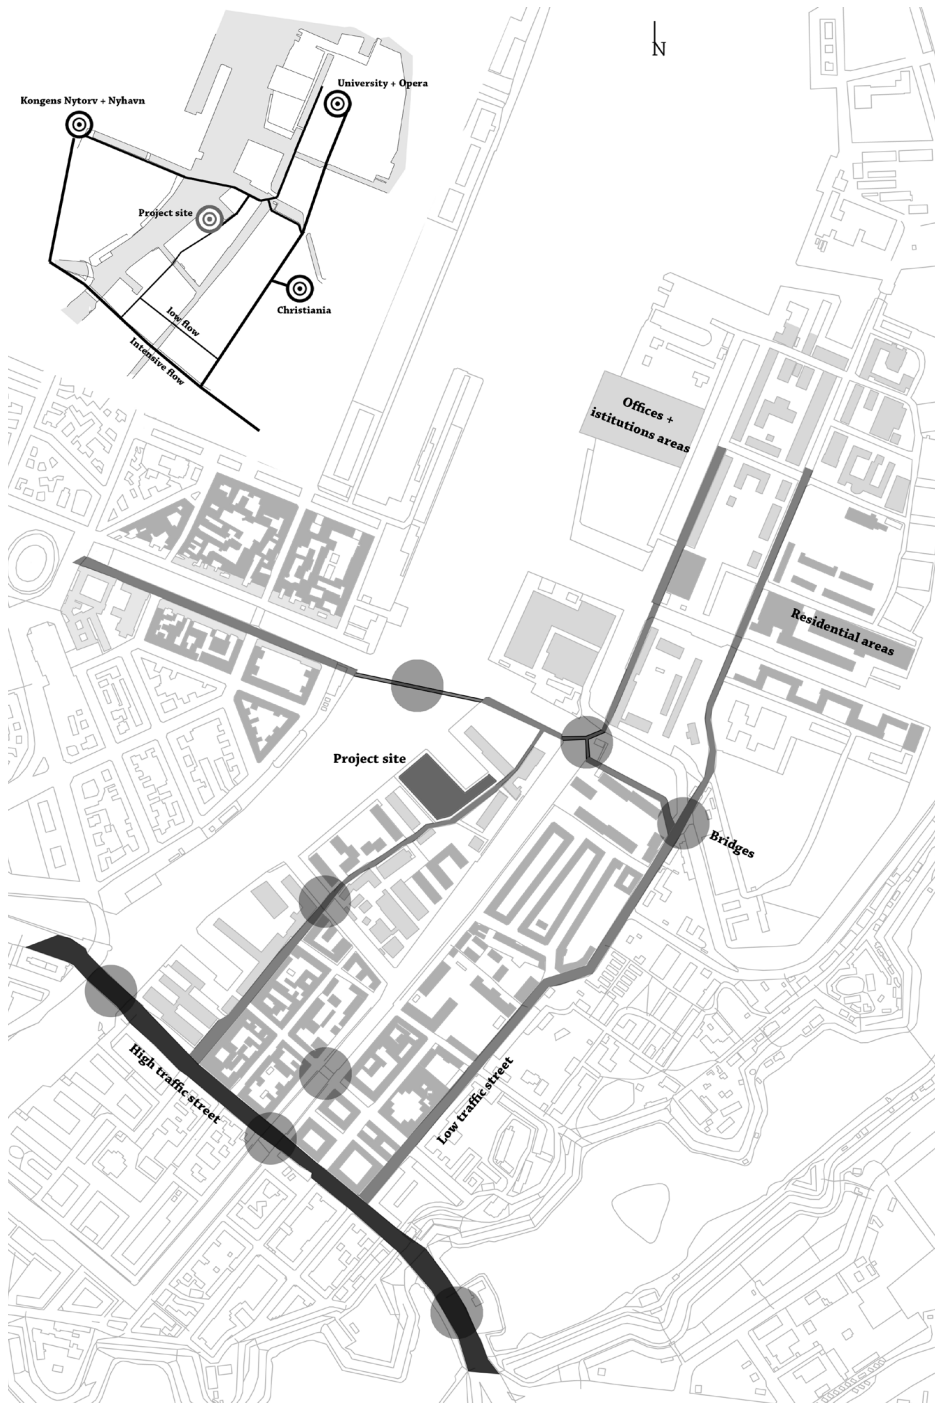 N
University + Opera
Kongens Nytorv + Nyhavn
Project site
Christiania
low flow
Intensive flow
Offices +
istitutions areas
Residential areas
Project site
Bridges
High traffic street
Low traffic street